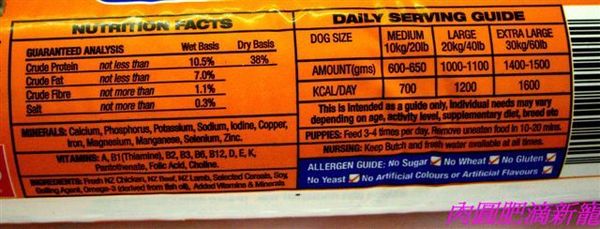 NUTRITION FACTS
GUARANTEED ANALYSIS Wet Basis Dry Basis
Crude Protein not less than 10.5% 38%
Crude Fat not less than 7.0%
Crude Fibre not more than 1.1%
Salt not more than 0.3%
MINERALS: Calcium, Phosphorus, Potassium, Sodium, Iodine, Copper,
Iron, Magnesium, Manganese, Selenium, Zinc.
VITAMINS: A, B1(Thiamine), B2, B3, B6, B12, D, E, K,
Pantothenate, Folic Acid, Choline.
INGREDIENTS: Fresh NZ Chicken, NZ Beef, NZ Lamb, Selected Cereals, Soy,
Gelling Agent, Omega-3 (derived from fish oil), Added Vitamins & Minerals
DAILY SERVING GUIDE
DOG SIZE MEDIUM LARGE EXTRA LARGE
10kg/20lb 20kg/40lb 30kg/60lb
AMOUNT(gms) 600-650 1000-1100 1400-1500
KCAL/DAY 700 1200 1600
This is intended as a guide only, individual needs may vary
depending on age, activity level, supplementary diet, breed etc
PUPPIES: Feed 3-4 times per day. Remove uneaten food in 10-20 mins.
NURSING: Keep Butch and fresh water available at all times.
ALLERGEN GUIDE: No Sugar No Wheat No Gluten
No Yeast No Artificial Colours or Artificial Flavours
肉圓肥滴新寵